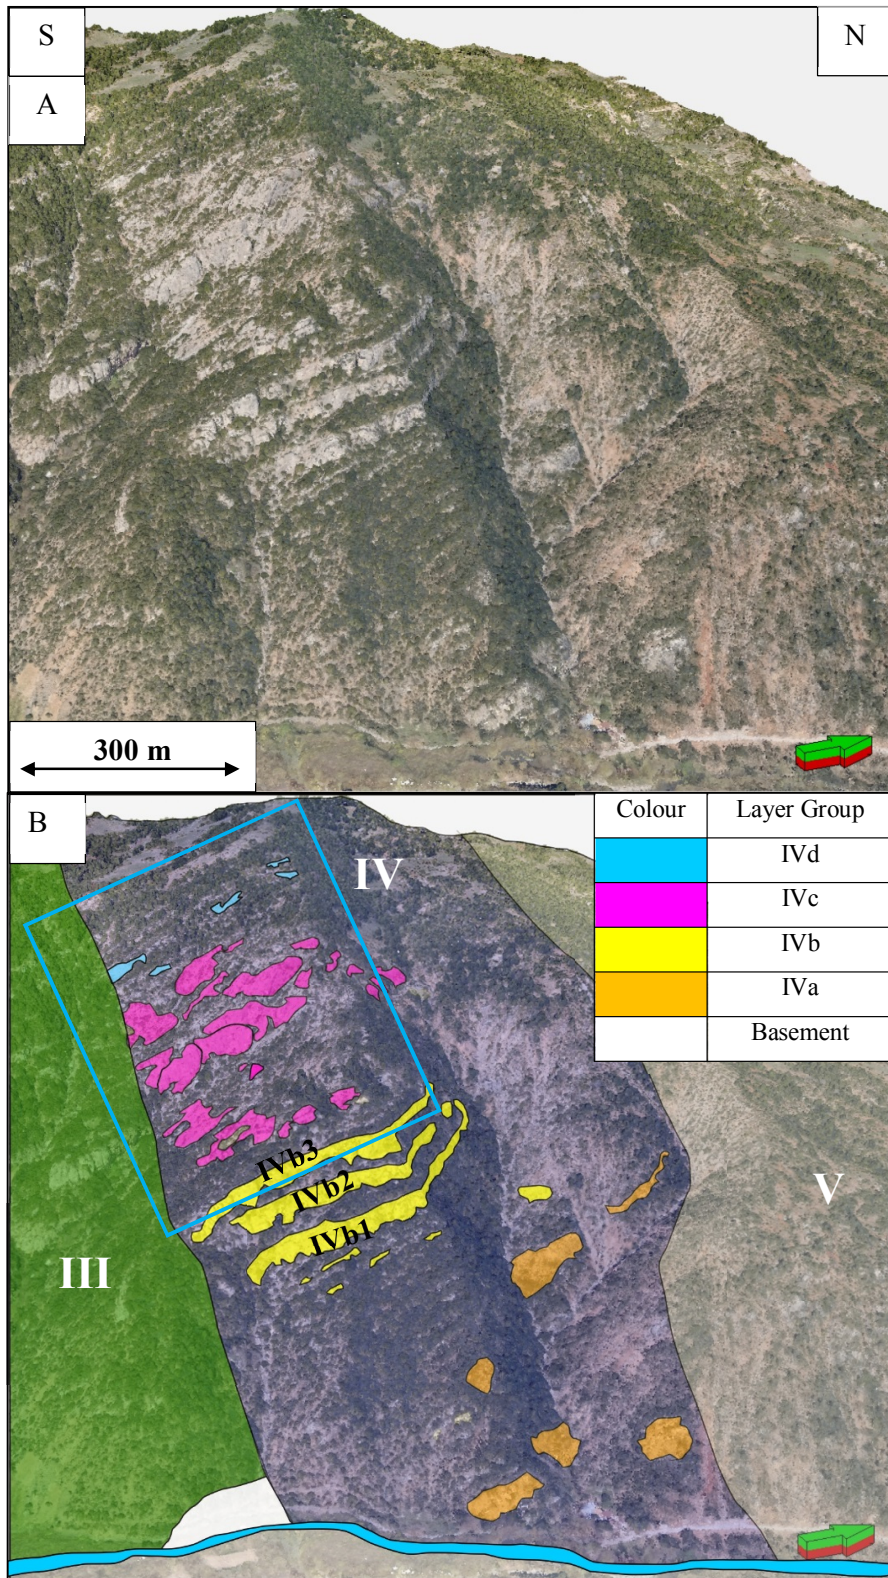 S
N
A
300 m
B
Colour Layer Group
IVd
IVc
IVb
IVa
Basement
IV
IVb3
IVb2
IVb1
III
V